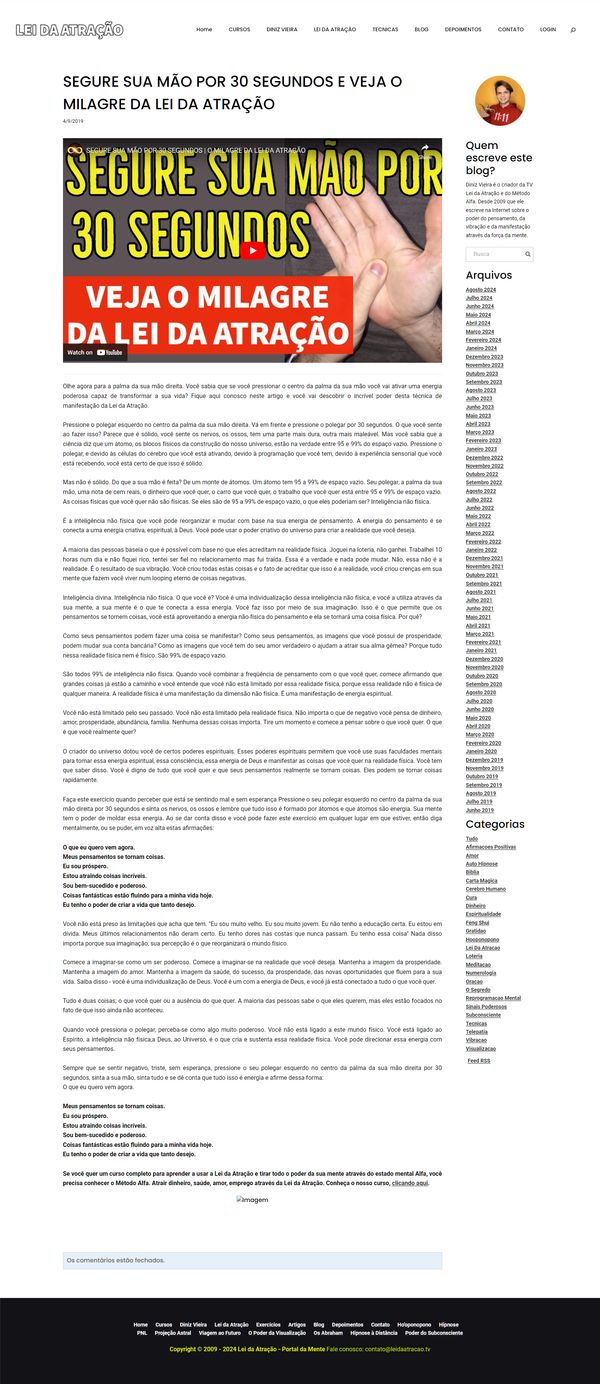 LEI DA ATRAÇÃO
Home CURSOS DINIZ VIEIRA LEI DA ATRAÇÃO TECNICAS BLOG DEPOIMENTOS CONTATO LOGIN
SEGURE SUA MÃO POR 30 SEGUNDOS E VEJA O
MILAGRE DA LEI DA ATRAÇÃO
4/9/2019
SEGURE SUA MÃO POR 30 SEGUNDOS | O MILAGRE DA LEI DA ATRAÇÃO
Share
SEGURE SUA MÃO POR
30 SEGUNDOS
VEJA O MILAGRE
DA LEI DA ATRAÇÃO
Watch on YouTube
Olhe agora para a palma da sua mão direita. Você sabia que se você pressionar o centro da palma da sua mão você vai ativar uma energia
poderosa capaz de transformar a sua vida? Fique aqui conosco neste artigo e você vai descobrir o incrível poder desta técnica de
manifestação da Lei da Atração.
Pressione o polegar esquerdo no centro da palma da sua mão direita. Vá em frente e pressione o polegar por 30 segundos. O que você sente
ao fazer isso? Parece que é sólido, você sente os nervos, os ossos, tem uma parte mais dura, outra mais maleável. Mas você sabia que a
ciência diz que um átomo, os blocos físicos da construção do nosso universo, estão na verdade entre 95 e 99% do espaço vazio. Pressione o
polegar, e devido às células do cérebro que você está ativando, devido à programação que você tem, devido à experiência sensorial que você
está recebendo, você está certo de que isso é sólido.
Mas não é sólido. Do que a sua mão é feita? De um monte de átomos. Um átomo tem 95 a 99% de espaço vazio. Seu polegar, a palma da sua
mão, uma nota de cem reais, o dinheiro que você quer, o carro que você quer, o trabalho que você quer está entre 95 e 99% de espaço vazio.
As coisas físicas que você quer não são físicas. Se eles são de 95 a 99% de espaço vazio, o que eles poderiam ser? Inteligência não física.
É a inteligência não física que você pode reorganizar e mudar com base na sua energia de pensamento. A energia do pensamento é se
conecta a uma energia criativa, espiritual, à Deus. Você pode usar o poder criativo do universo para criar a realidade que você deseja.
A maioria das pessoas baseia o que é possível com base no que eles acreditam na realidade física. Joguei na loteria, não ganhei. Trabalhei 10
horas num dia e não fiquei rico, tentei ser fiel no relacionamento mas fui traída. Essa é a verdade e nada pode mudar. Não, essa não é a
realidade. É o resultado de sua vibração. Você criou todas estas coisas e o fato de acreditar que isso é a realidade, você criou crenças em sua
mente que fazem você viver num looping eterno de coisas negativas.
Inteligência divina. Inteligência não física. O que você é? Você é uma individualização dessa inteligência não física, e você a utiliza através da
sua mente, a sua mente é o que te conecta a essa energia. Você faz isso por meio de sua imaginação. Isso é o que permite que os
pensamentos se tornem coisas, você está aproveitando a energia não-física do pensamento e ela se tornará uma coisa física. Por quê?
Como seus pensamentos podem fazer uma coisa se manifestar? Como seus pensamentos, as imagens que você possui de prosperidade,
podem mudar sua conta bancária? Como as imagens que você tem do seu amor verdadeiro o ajudam a atrair sua alma gêmea? Porque tudo
nessa realidade física nem é físico. São 99% de espaço vazio.
São todos 99% de inteligência não física. Quando você combinar a freqüência de pensamento com o que você quer, comece afirmando que
grandes coisas já estão a caminho e você entende que você não está limitado por essa realidade física, porque essa realidade não é física de
qualquer maneira. A realidade física é uma manifestação da dimensão não física. É uma manifestação de energia espiritual.
Você não está limitado pelo seu passado. Você não está limitado pela realidade física. Não importa o que de negativo você pensa de dinheiro,
amor, prosperidade, abundância, família. Nenhuma dessas coisas importa. Tire um momento e comece a pensar sobre o que você quer. O que
é que você realmente quer?
O criador do universo dotou você de certos poderes espirituais. Esses poderes espirituais permitem que você use suas faculdades mentais
para tomar essa energia espiritual, essa consciência, essa energia de Deus e manifestar as coisas que você quer na realidade física. Você tem
que saber disso. Você é digno de tudo que você quer e que seus pensamentos realmente se tornam coisas. Eles podem se tornar coisas
rapidamente.
Faça este exercício quando perceber que está se sentindo mal e sem esperança Pressione o seu polegar esquerdo no centro da palma da sua
mão direita por 30 segundos e sinta os nervos, os ossos e lembre que tudo isso é formado por átomos e que átomos são energia. Sua mente
tem o poder de moldar essa energia. Ao se dar conta disso e você pode fazer este exercício em qualquer lugar em que estiver, então diga
mentalmente, ou se puder, em voz alta estas afirmações:
O que eu quero vem agora.
Meus pensamentos se tornam coisas.
Eu sou próspero.
Estou atraindo coisas incríveis.
Sou bem-sucedido e poderoso.
Coisas fantásticas estão fluindo para a minha vida hoje.
Eu tenho o poder de criar a vida que tanto desejo.
Você não está preso às limitações que acha que tem. "Eu sou muito velho. Eu sou muito jovem. Eu não tenho a educação certa. Eu estou em
dívida. Meus últimos relacionamentos não deram certo. Eu tenho dores nas costas que nunca passam. Eu tenho essa coisa" Nada disso
importa porque sua imaginação, sua percepção é o que reorganizará o mundo físico.
Comece a imaginar-se como um ser poderoso. Comece a imaginar-se na realidade que você deseja. Mantenha a imagem da prosperidade.
Mantenha a imagem do amor. Mantenha a imagem da saúde, do sucesso, da prosperidade, das novas oportunidades que fluem para a sua
vida. Saiba disso - você é uma individualização de Deus. Você é um com a energia de Deus, e você já está conectado a tudo o que você quer.
Tudo é duas coisas; o que você quer ou a ausência do que quer. A maioria das pessoas sabe o que eles querem, mas eles estão focados no
fato de que isso ainda não aconteceu.
Quando você pressiona o polegar, perceba-se como algo muito poderoso. Você não está ligado a este mundo físico. Você está ligado ao
Espírito, a inteligência não física,a Deus, ao Universo, é o que cria e sustenta essa realidade física. Você pode direcionar essa energia com
seus pensamentos.
Sempre que se sentir negativo, triste, sem esperança, pressione o seu polegar esquerdo no centro da palma da sua mão direita por 30
segundos, sinta a sua mão, sinta tudo e se dê conta que tudo isso é energia e afirme dessa forma:
O que eu quero vem agora.
Meus pensamentos se tornam coisas.
Eu sou próspero.
Estou atraindo coisas incríveis.
Sou bem-sucedido e poderoso.
Coisas fantásticas estão fluindo para a minha vida hoje.
Eu tenho o poder de criar a vida que tanto desejo.
Se você quer um curso completo para aprender a usar a Lei da Atração e tirar todo o poder da sua mente através do estado mental Alfa, você
precisa conhecer o Método Alfa. Atrair dinheiro, saúde, amor, emprego através da Lei da Atração. Conheça o nosso curso, clicando aqui.
Imagem
Os comentários estão fechados.
11:11
Quem
escreve este
blog?
Diniz Vieira é o criador da TV
Lei da Atração e do Método
Alfa. Desde 2009 que ele
escreve na Internet sobre o
poder do pensamento, da
vibração e da manifestação
através da força da mente.
Busca
Arquivos
Agosto 2024
Julho 2024
Junho 2024
Maio 2024
Abril 2024
Março 2024
Fevereiro 2024
Janeiro 2024
Dezembro 2023
Novembro 2023
Outubro 2023
Setembro 2023
Agosto 2023
Julho 2023
Junho 2023
Maio 2023
Abril 2023
Março 2023
Fevereiro 2023
Janeiro 2023
Dezembro 2022
Novembro 2022
Outubro 2022
Setembro 2022
Agosto 2022
Julho 2022
Junho 2022
Maio 2022
Abril 2022
Março 2022
Fevereiro 2022
Janeiro 2022
Dezembro 2021
Novembro 2021
Outubro 2021
Setembro 2021
Agosto 2021
Julho 2021
Junho 2021
Maio 2021
Abril 2021
Março 2021
Fevereiro 2021
Janeiro 2021
Dezembro 2020
Novembro 2020
Outubro 2020
Setembro 2020
Agosto 2020
Julho 2020
Junho 2020
Maio 2020
Abril 2020
Março 2020
Fevereiro 2020
Janeiro 2020
Dezembro 2019
Novembro 2019
Outubro 2019
Setembro 2019
Agosto 2019
Julho 2019
Junho 2019
Categorias
Tudo
Afirmacoes Positivas
Amor
Auto Hipnose
Biblia
Carta Magica
Cerebro Humano
Cura
Dinheiro
Espiritualidade
Feng Shui
Gratidao
Hooponopono
Lei Da Atracao
Loteria
Meditacao
Numerologia
Oracao
O Segredo
Reprogramacao Mental
Sinais Poderosos
Subconsciente
Tecnicas
Telepatia
Vibracao
Visualizacao
Feed RSS
Home Cursos Diniz Vieira Lei da Atração Exercícios Artigos Blog Depoimentos Contato Ho'oponopono Hipnose
PNL Projeção Astral Viagem ao Futuro O Poder da Visualização Os Abraham Hipnose à Distância Poder do Subconsciente
Copyright © 2009 - 2024 Lei da Atração - Portal da Mente Fale conosco: contato@leidaatracao.tv